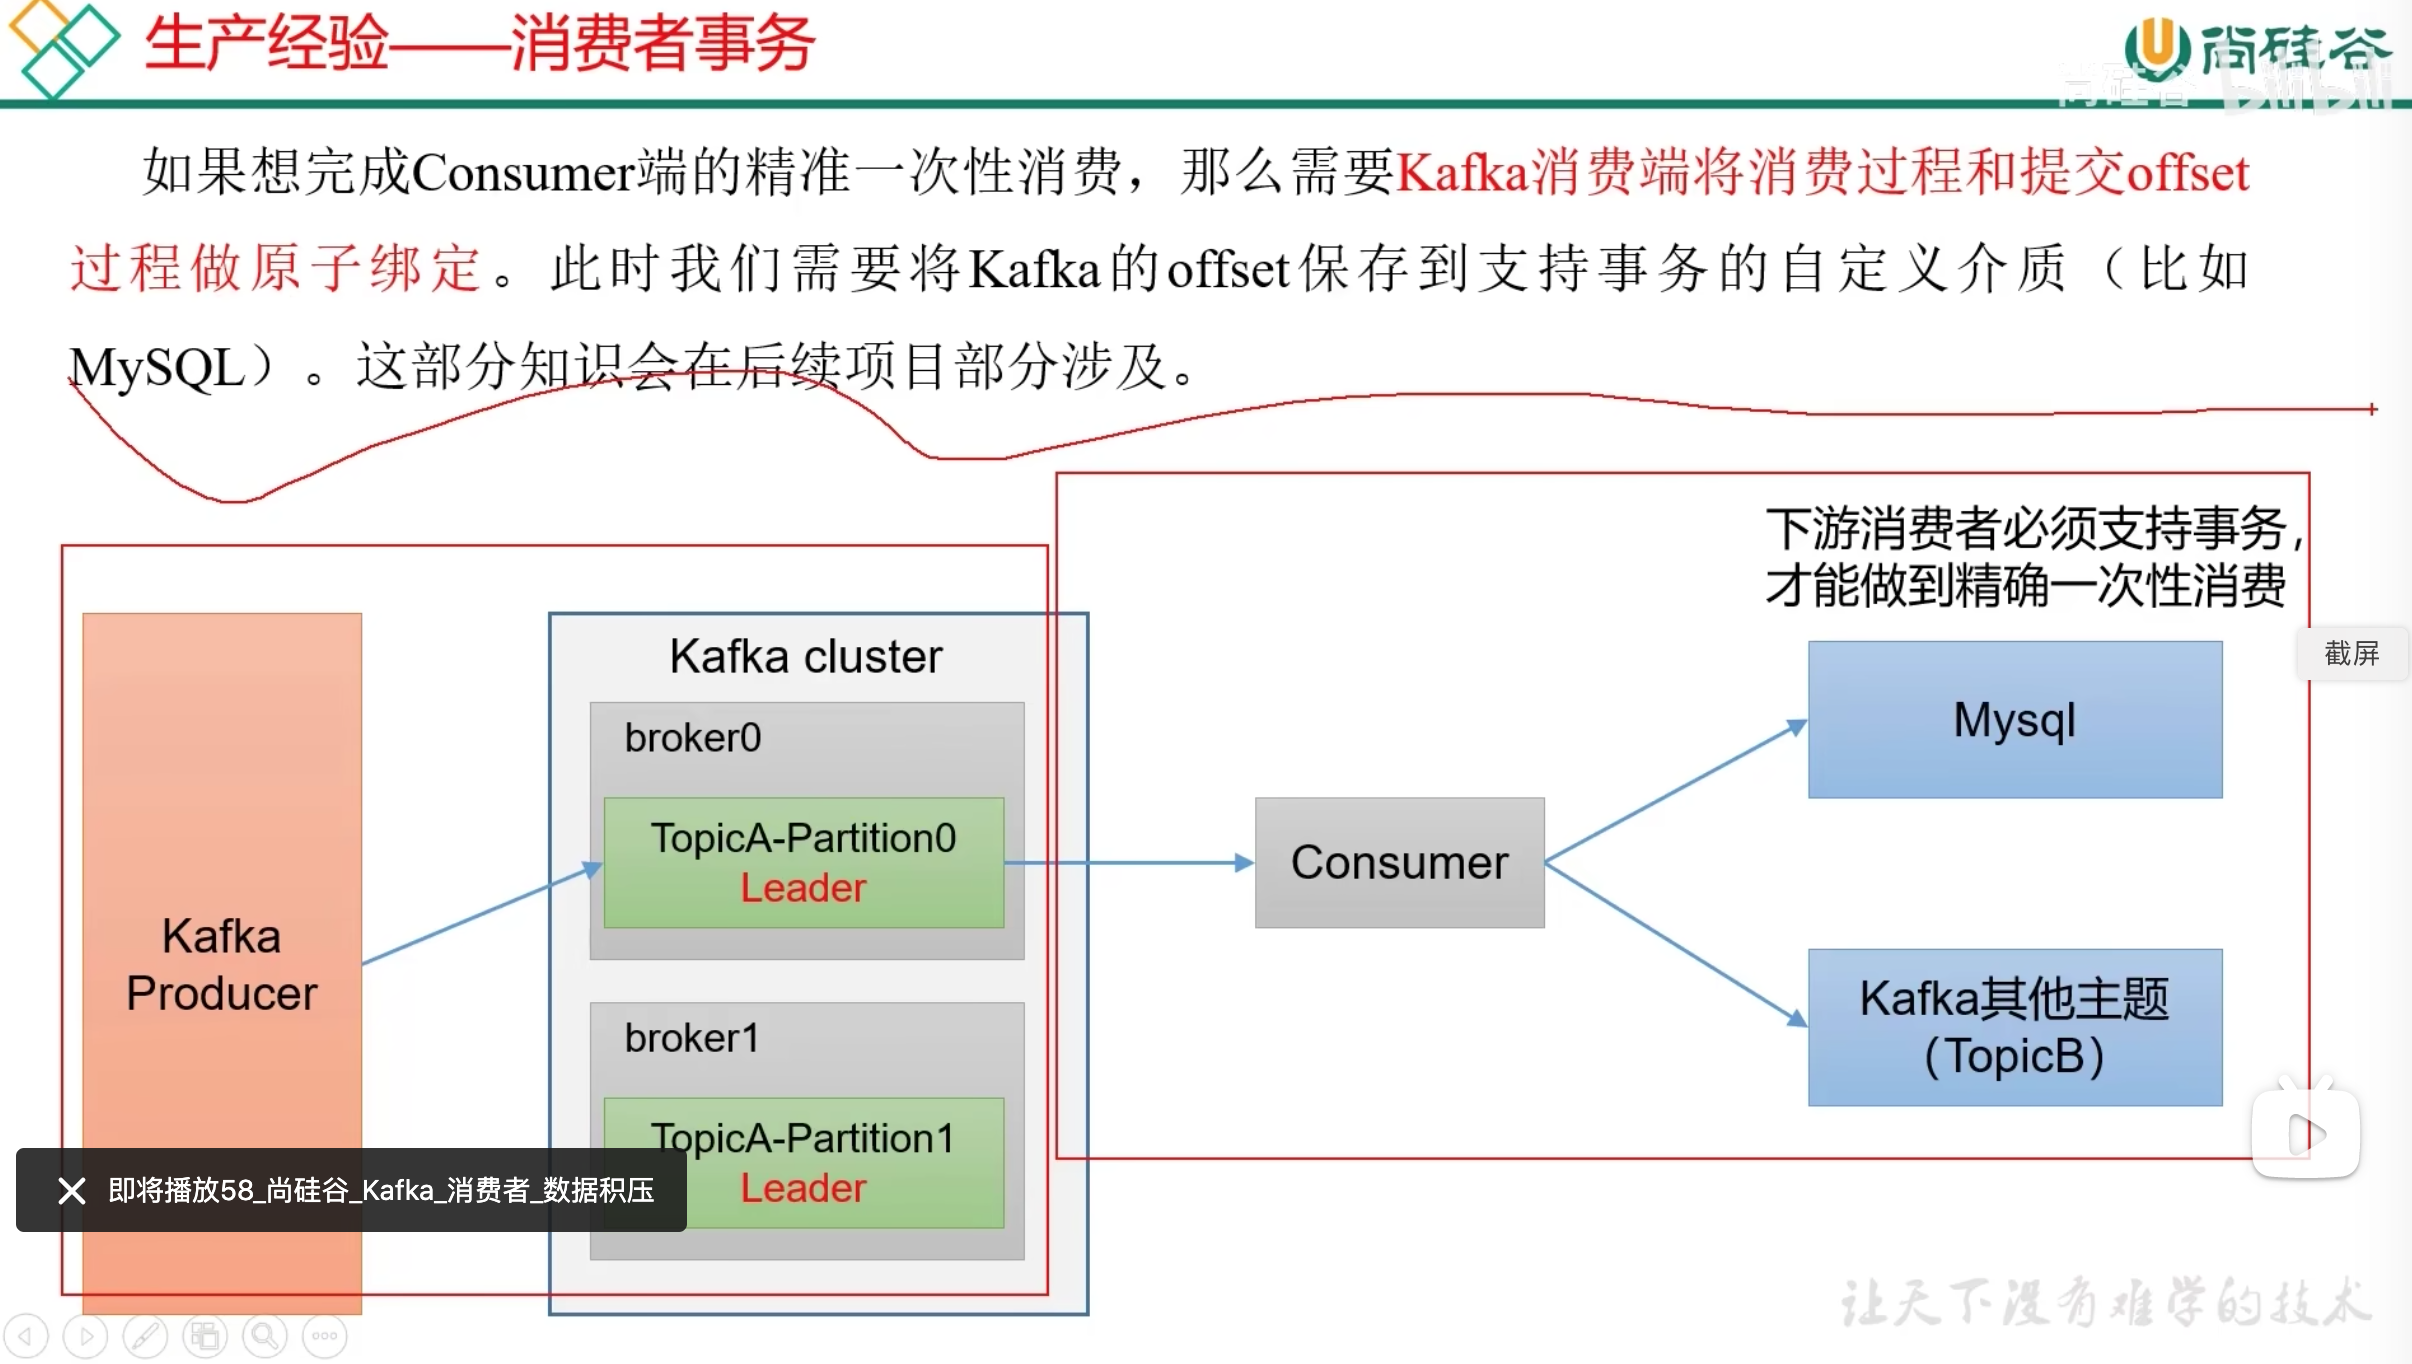 生产经验——消费者事务
尚硅谷
尚硅谷 bilibili
如果想完成Consumer端的精准一次性消费，那么需要Kafka消费端将消费过程和提交offset
过程做原子绑定。此时我们需要将Kafka的offset保存到支持事务的自定义介质（比如
MySQL）。这部分知识会在后续项目部分涉及。
下游消费者必须支持事务，
才能做到精确一次性消费
截屏
Kafka cluster
broker0
TopicA-Partition0
Leader
Mysql
Consumer
Kafka
Producer
Kafka其他主题
（TopicB）
broker1
TopicA-Partition1
Leader
即将播放58_尚硅谷_Kafka_消费者_数据积压
让天下没有难学的技术